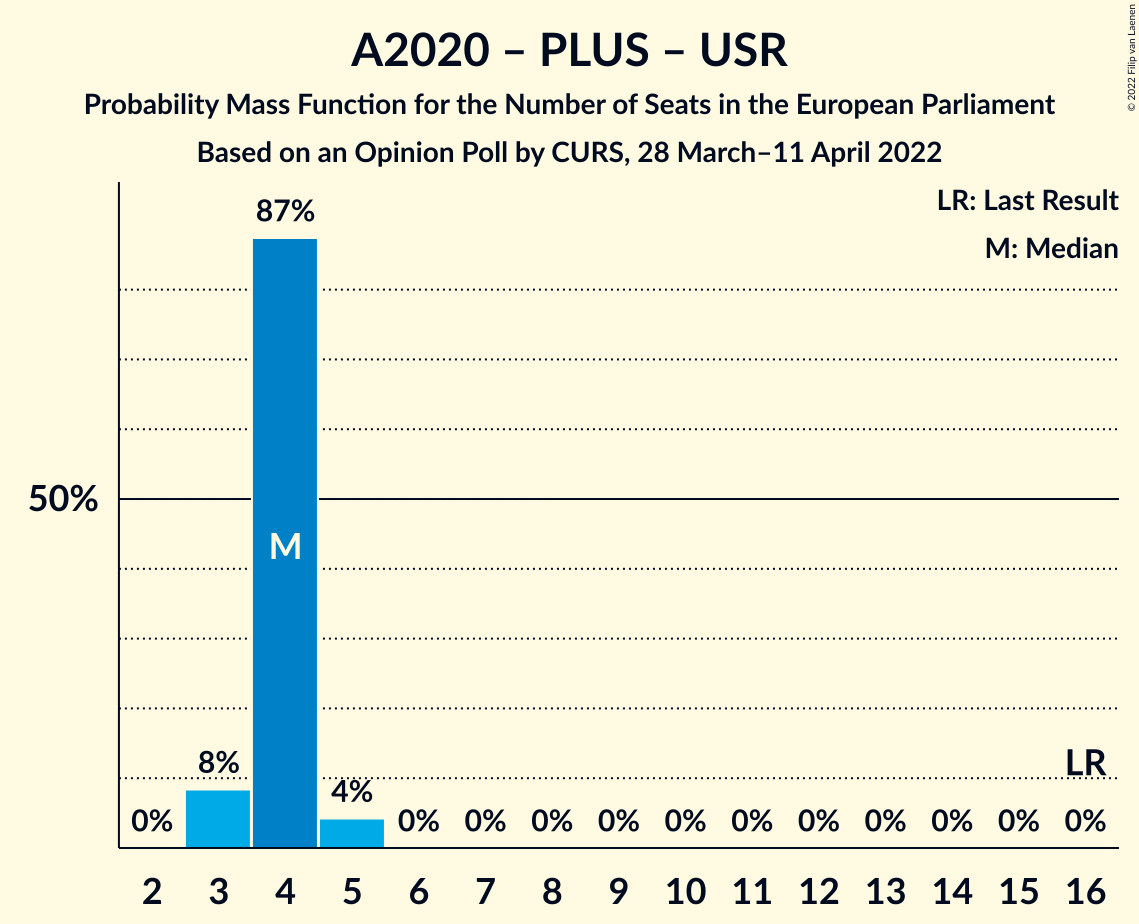 A2020 – PLUS – USR
Probability Mass Function for the Number of Seats in the European Parliament
Based on an Opinion Poll by CURS, 28 March–11 April 2022
© 2022 Filip van Laenen
LR: Last Result
M: Median
87%
50%
M
8%
4%
LR
0% 0% 0% 0% 0% 0% 0% 0% 0% 0% 0% 0%
2 3 4 5 6 7 8 9 10 11 12 13 14 15 16